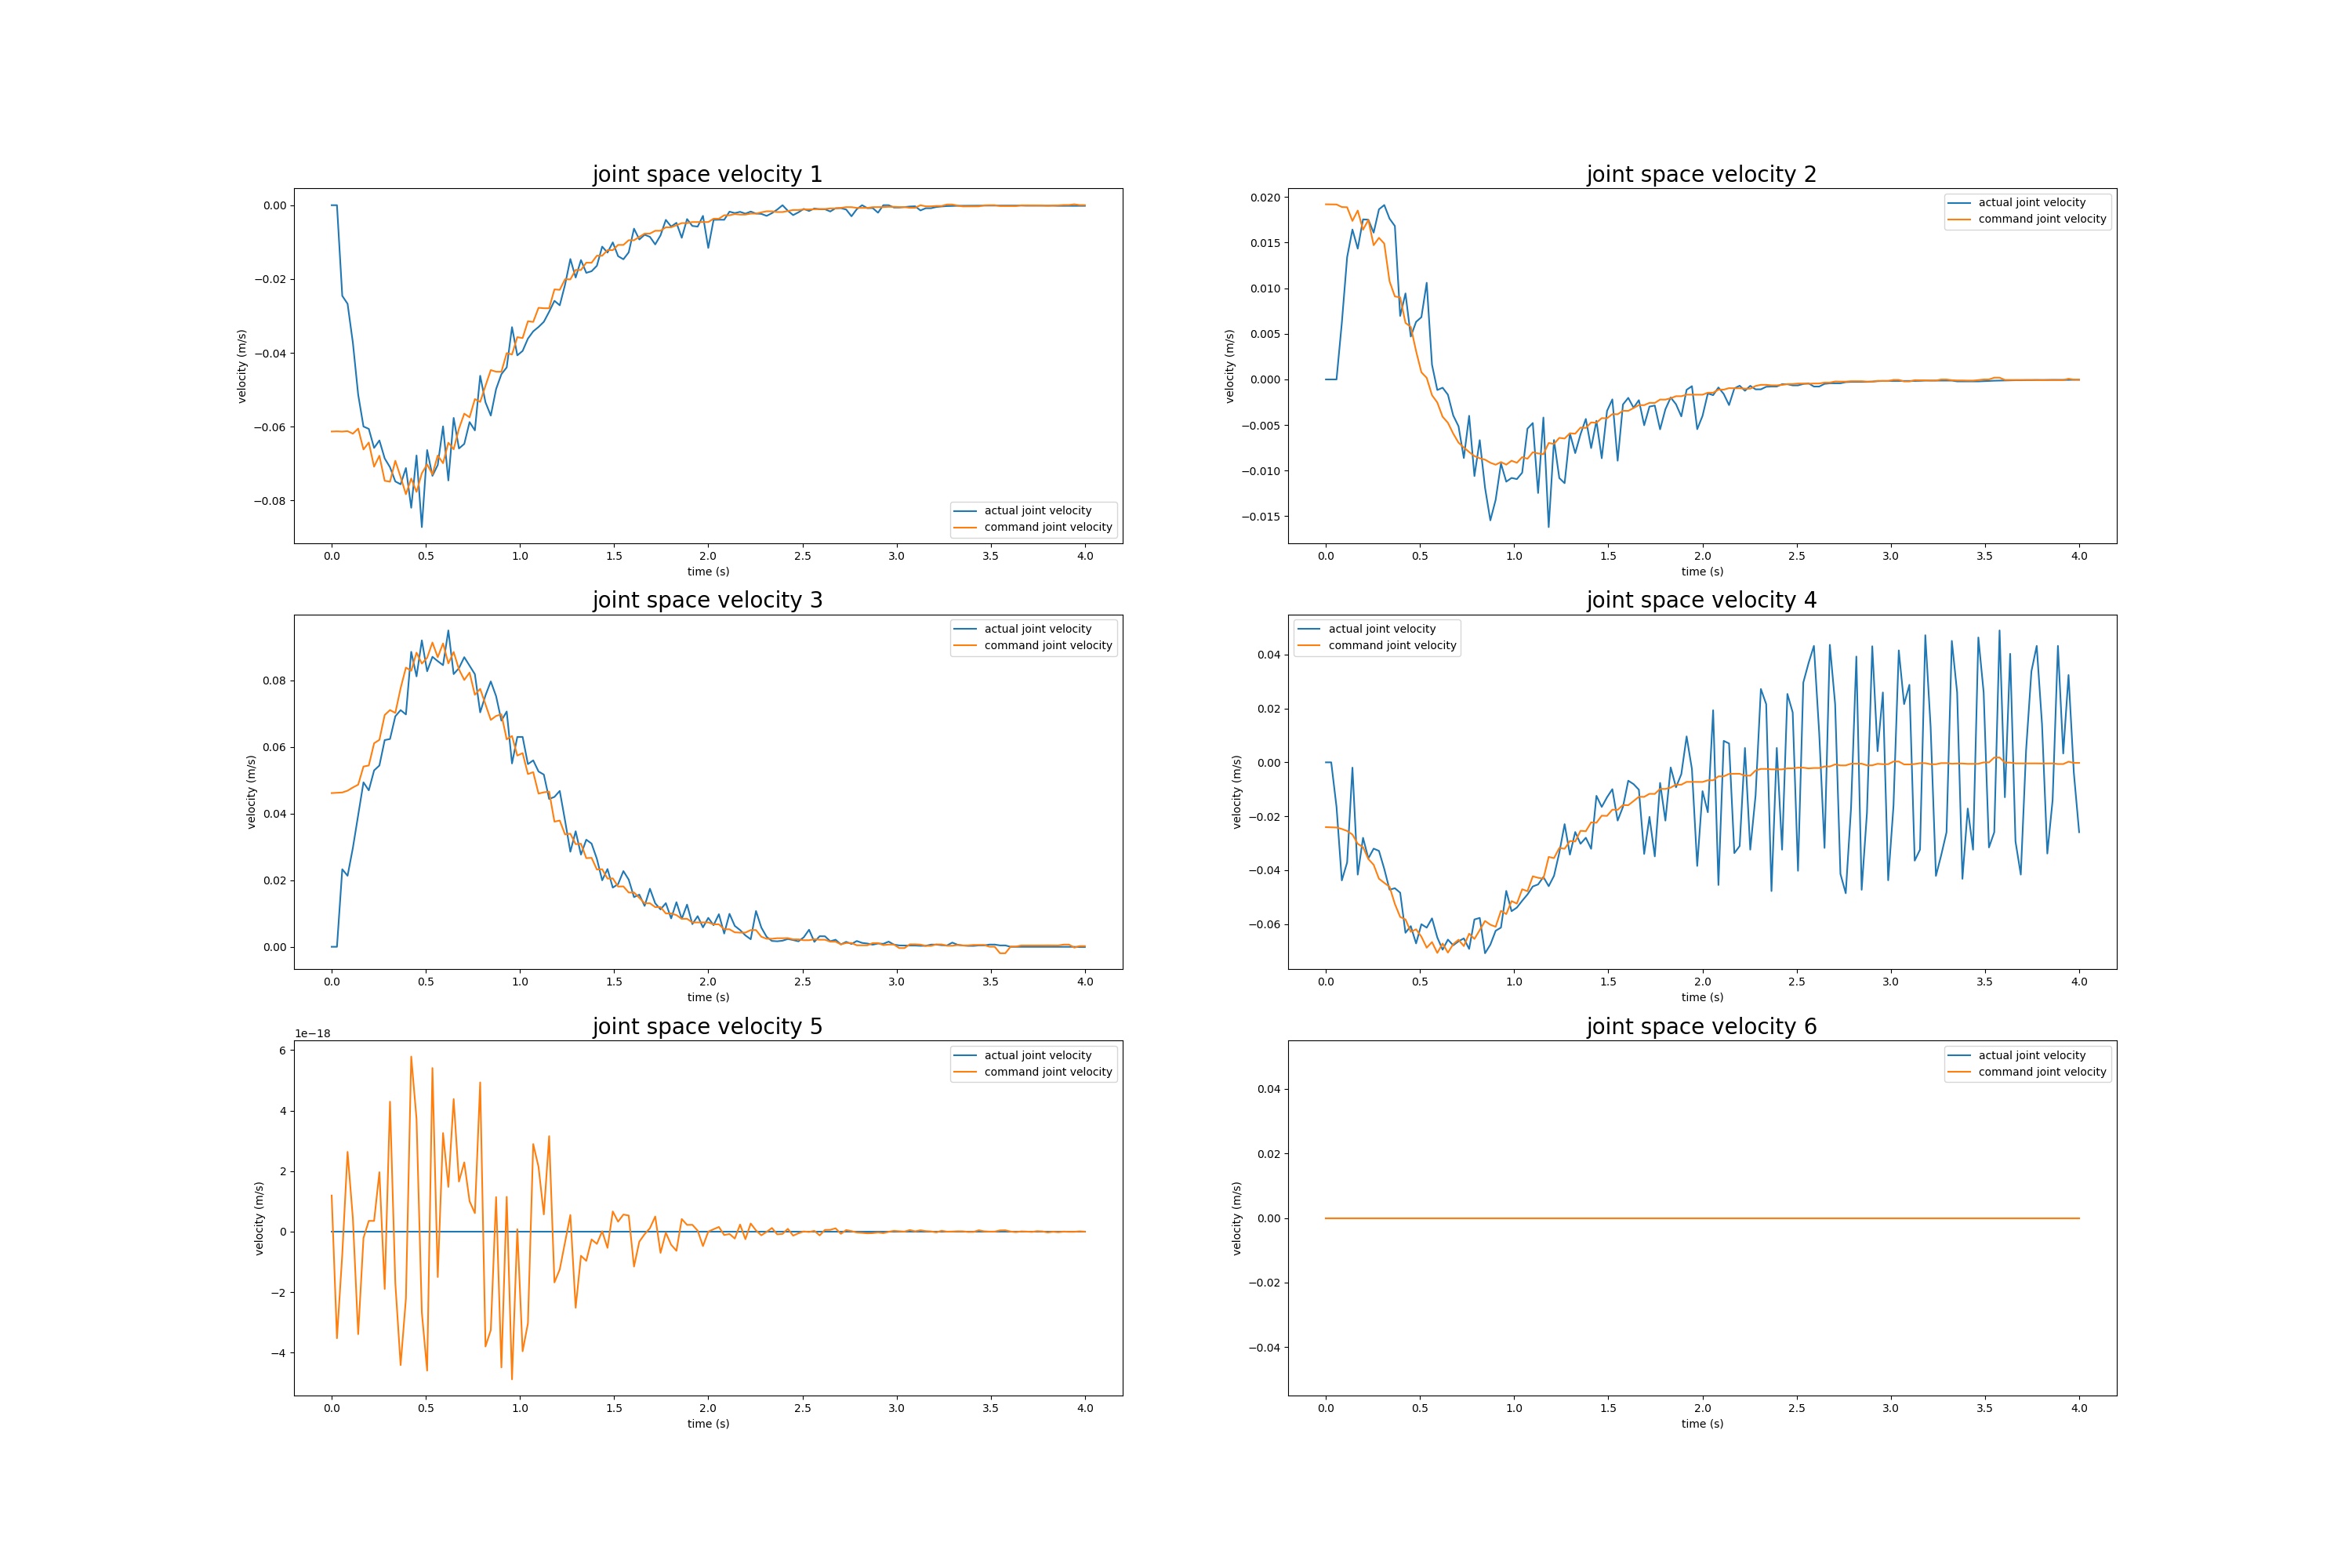 joint space velocity 1
0.00
−0.02
−0.04
−0.06
−0.08
velocity (m/s)
actual joint velocity
command joint velocity
0.0 0.5 1.0 1.5 2.0 2.5 3.0 3.5 4.0
time (s)
joint space velocity 2
0.020
0.015
0.010
0.005
0.000
−0.005
−0.010
−0.015
velocity (m/s)
actual joint velocity
command joint velocity
0.0 0.5 1.0 1.5 2.0 2.5 3.0 3.5 4.0
time (s)
joint space velocity 3
0.08
0.06
0.04
0.02
0.00
velocity (m/s)
actual joint velocity
command joint velocity
0.0 0.5 1.0 1.5 2.0 2.5 3.0 3.5 4.0
time (s)
joint space velocity 4
0.04
0.02
0.00
−0.02
−0.04
−0.06
velocity (m/s)
actual joint velocity
command joint velocity
0.0 0.5 1.0 1.5 2.0 2.5 3.0 3.5 4.0
time (s)
joint space velocity 5
1e−18
6
4
2
0
−2
−4
velocity (m/s)
actual joint velocity
command joint velocity
0.0 0.5 1.0 1.5 2.0 2.5 3.0 3.5 4.0
time (s)
joint space velocity 6
0.04
0.02
0.00
−0.02
−0.04
velocity (m/s)
actual joint velocity
command joint velocity
0.0 0.5 1.0 1.5 2.0 2.5 3.0 3.5 4.0
time (s)